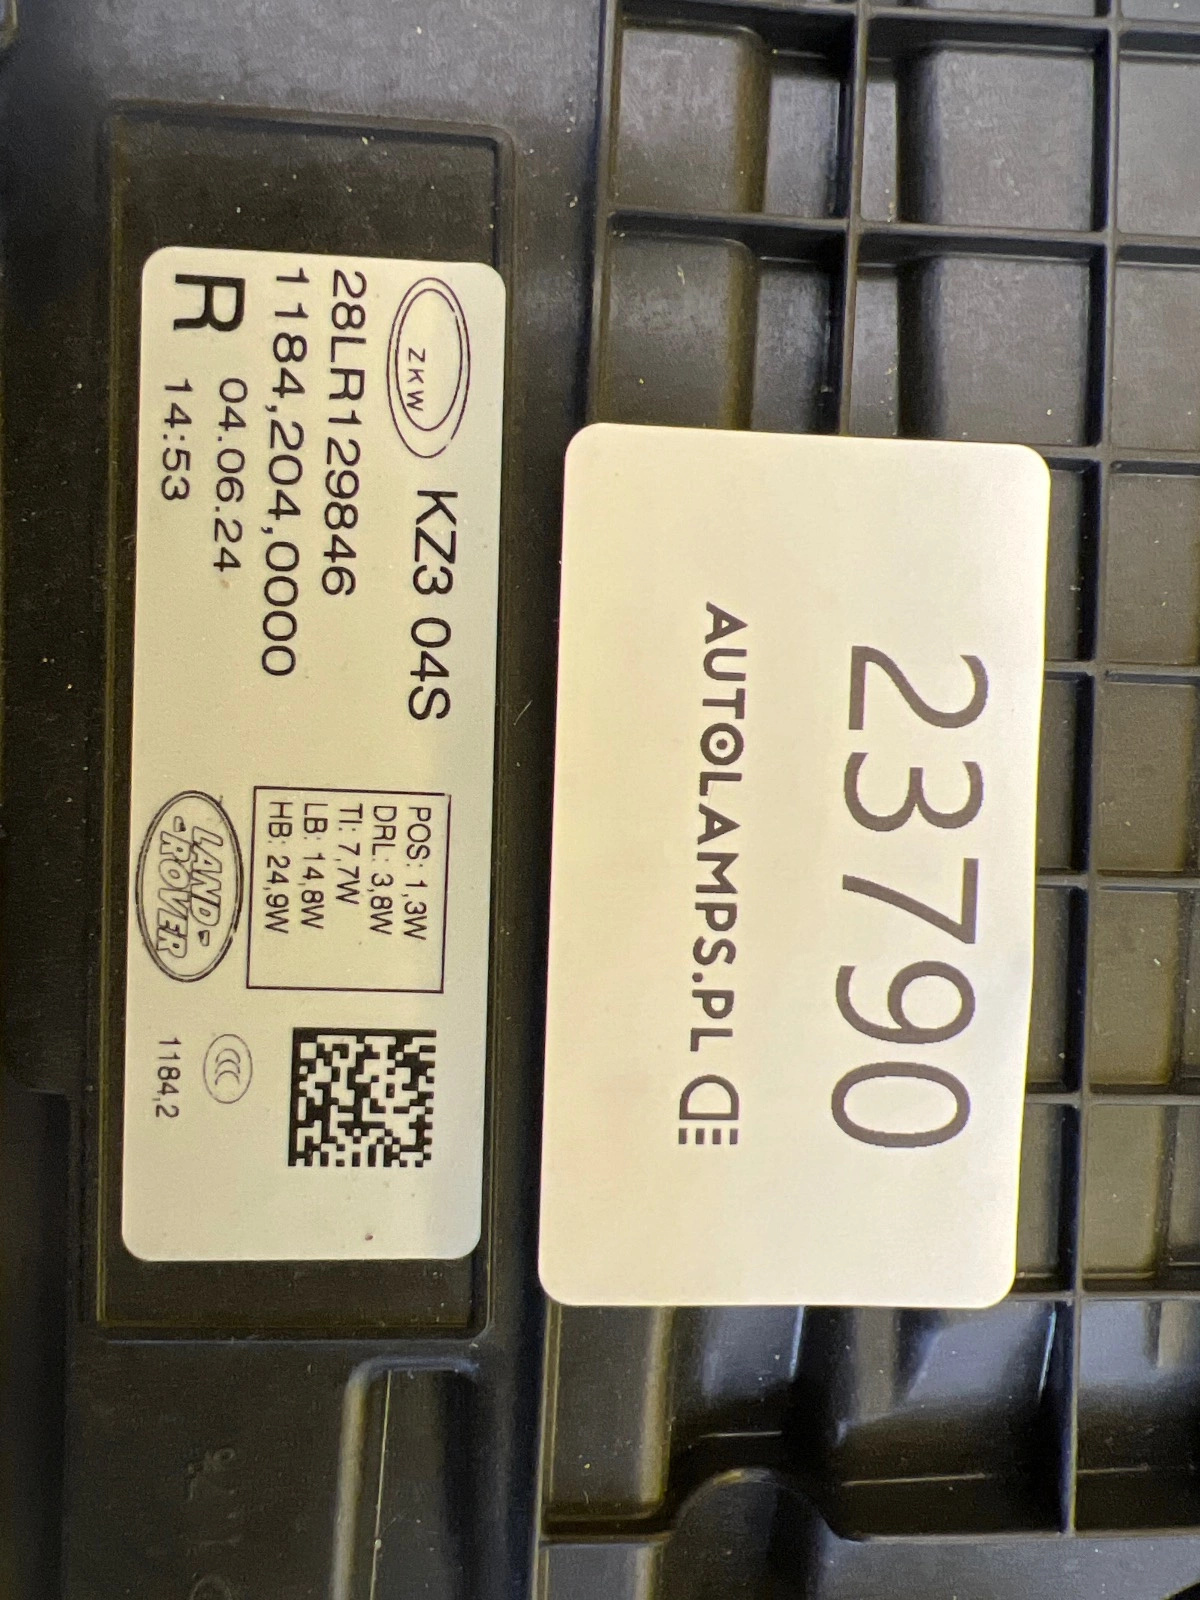 ZKW KZ3 04S
28LR129846
1184,204,0000
R 04.06.24
14:53
POS: 1,3W
DRL: 3,8W
TI: 7,7W
LB: 14,8W
HB: 24,9W
LAND-
-ROVER
CCC
1184,2
23790
AUTOLAMPS.PL